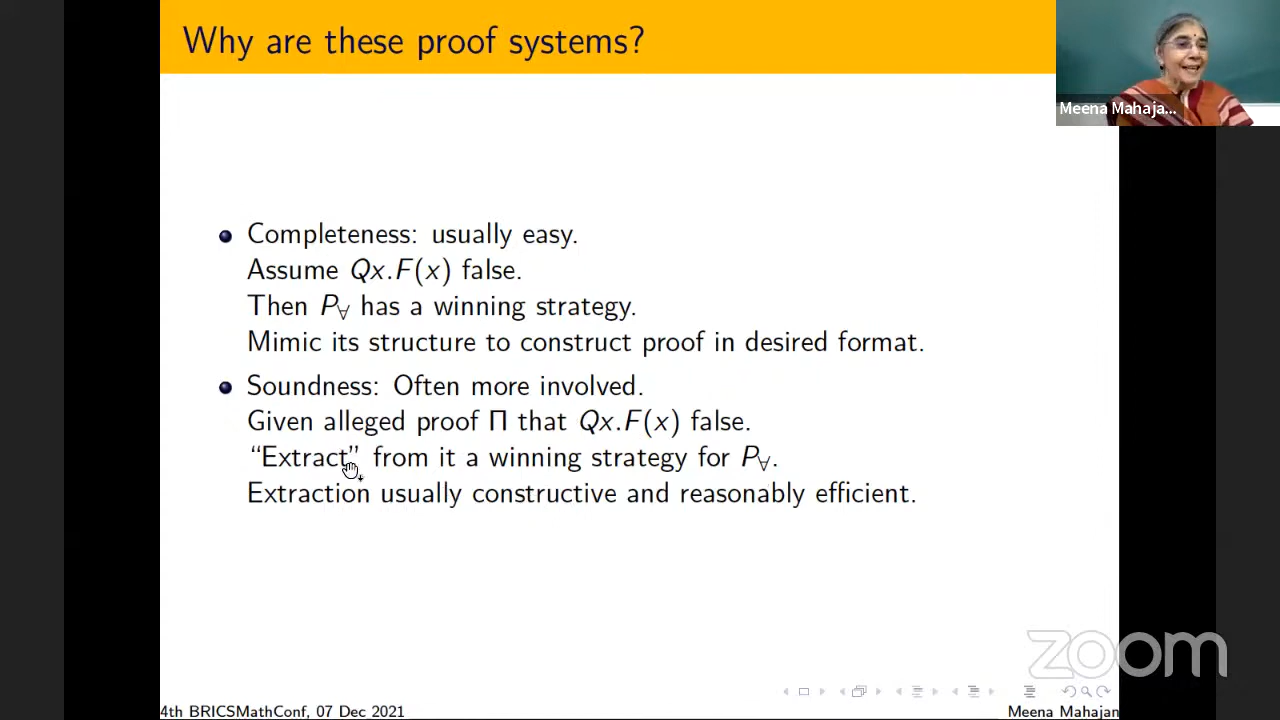 Why are these proof systems?
Meena Mahaja...
Completeness: usually easy.
Assume Qx.F(x) false.
Then P∀ has a winning strategy.
Mimic its structure to construct proof in desired format.
Soundness: Often more involved.
Given alleged proof Π that Qx.F(x) false.
“Extract” from it a winning strategy for P∀.
Extraction usually constructive and reasonably efficient.
zoom
4th BRICSMathConf, 07 Dec 2021
Meena Mahajan